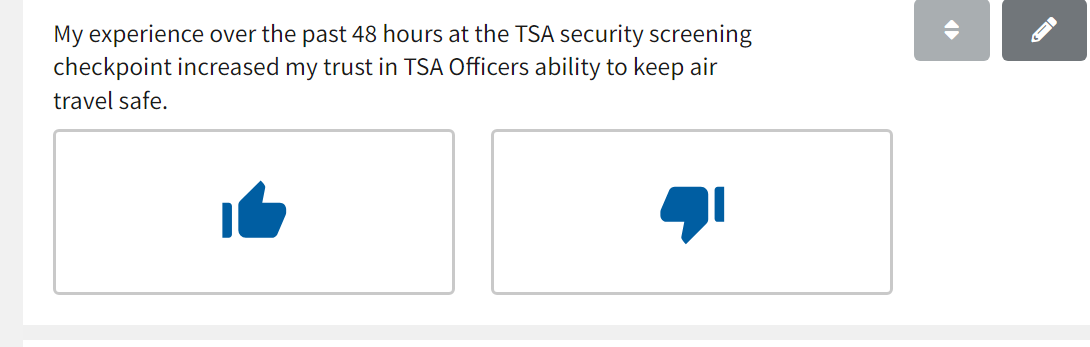 My experience over the past 48 hours at the TSA security screening
checkpoint increased my trust in TSA Officers ability to keep air
travel safe.